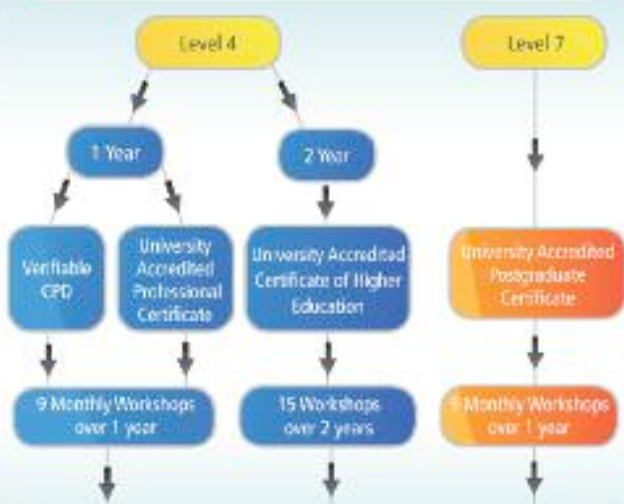 Level 4
Level 7
1 Year
2 Year
Verifiable
CPD
University
Accredited
Professional
Certificate
University Accredited
Certificate of Higher
Education
University Accredited
Postgraduate
Certificate
9 Monthly Workshops
over 1 year
15 Workshops
over 2 years
9 Monthly Workshops
over 1 year